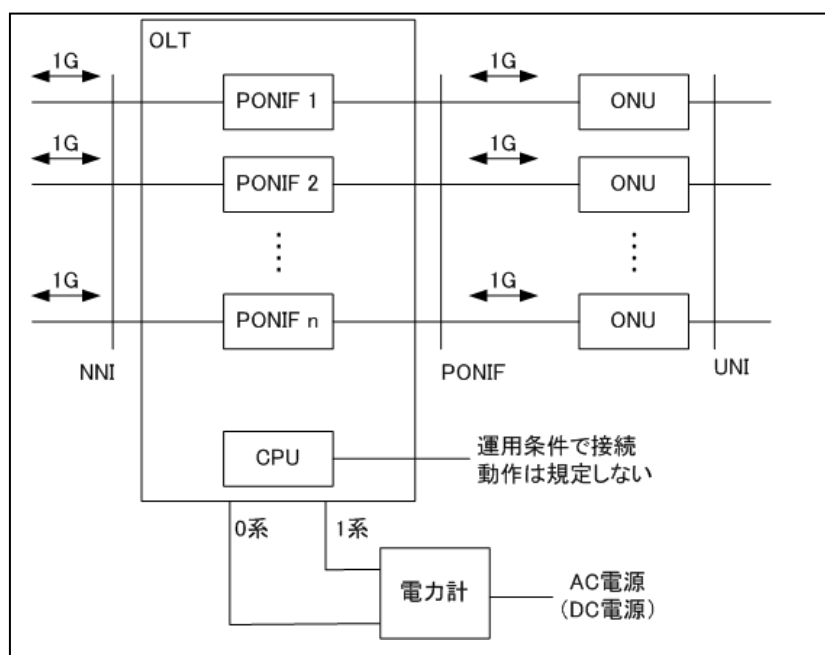 OLT
1G
1G
PONIF 1
ONU
1G
1G
PONIF 2
ONU
1G
1G
PONIF n
ONU
NNI
PONIF
UNI
CPU
運用条件で接続
動作は規定しない
0系
1系
電力計
AC電源
(DC電源)